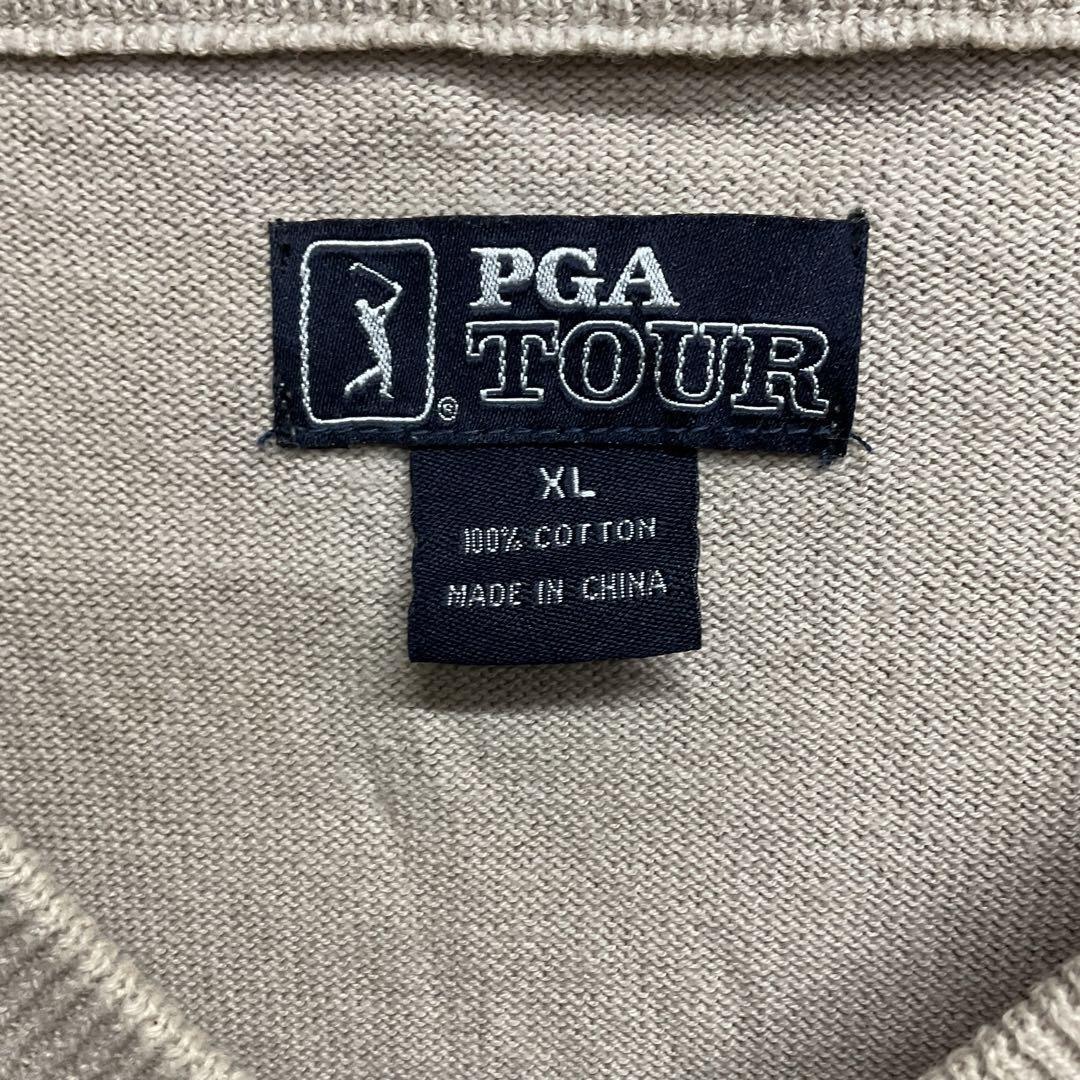 PGA
TOUR
®
XL
100% COTTON
MADE IN CHINA